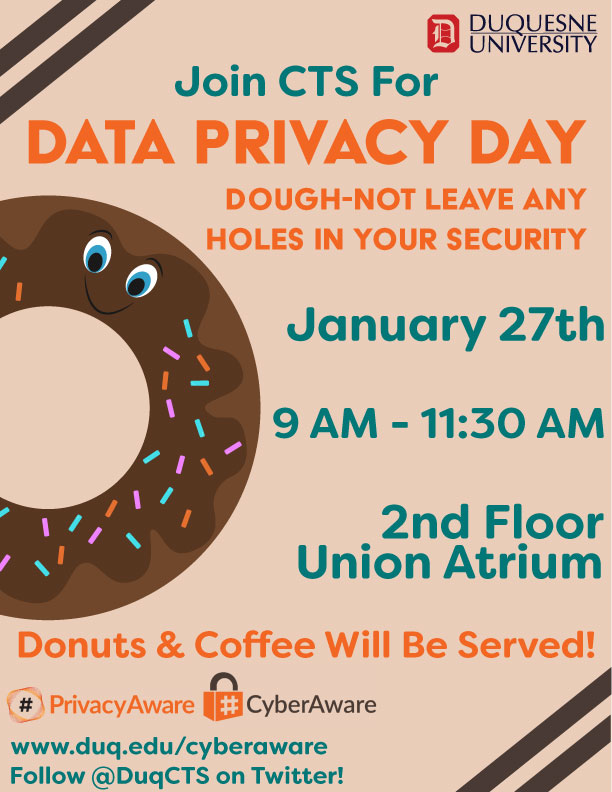 DUQUESNE
UNIVERSITY
Join CTS For
DATA PRIVACY DAY
DOUGH-NOT LEAVE ANY
HOLES IN YOUR SECURITY
January 27th
9 AM - 11:30 AM
2nd Floor
Union Atrium
Donuts & Coffee Will Be Served!
# PrivacyAware # CyberAware
www.duq.edu/cyberaware
Follow @DuqCTS on Twitter!